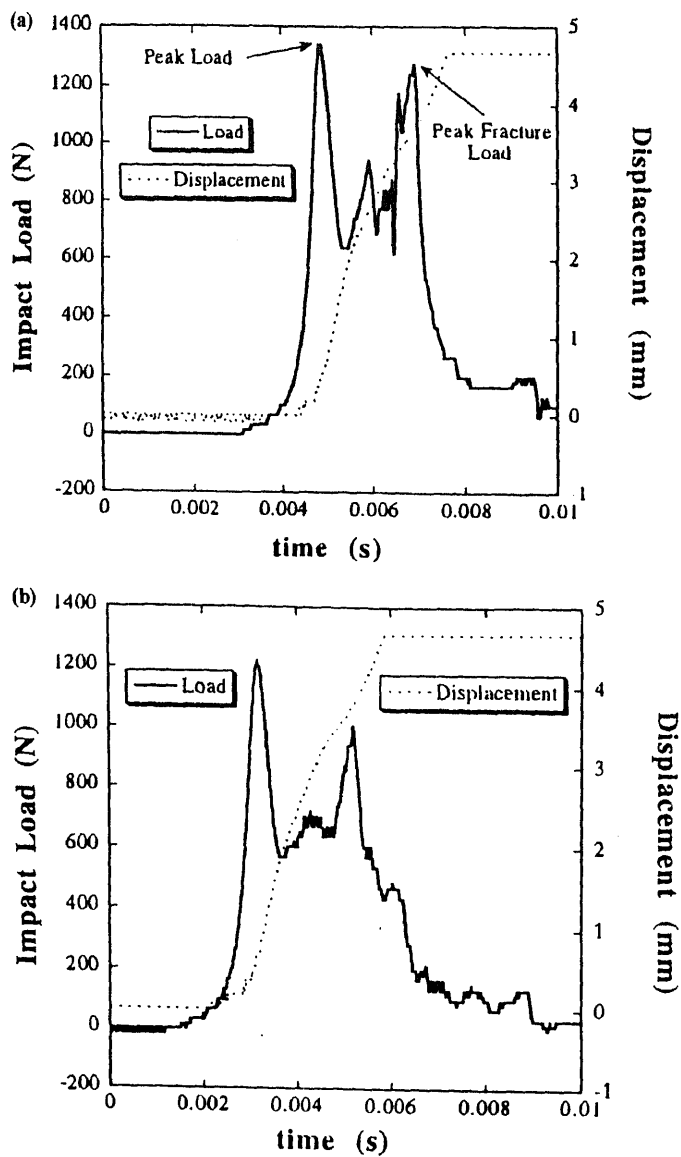 (a)
1400
1200
1000
800
600
400
200
0
-200
Impact Load (N)
Peak Load
Load
Displacement
Peak Fracture
Load
5
4
3
2
1
0
-1
Displacement (mm)
0 0.002 0.004 0.006 0.008 0.01
time (s)
(b)
1400
1200
1000
800
600
400
200
0
-200
Impact Load (N)
Load
Displacement
5
4
3
2
1
0
-1
Displacement (mm)
0 0.002 0.004 0.006 0.008 0.01
time (s)